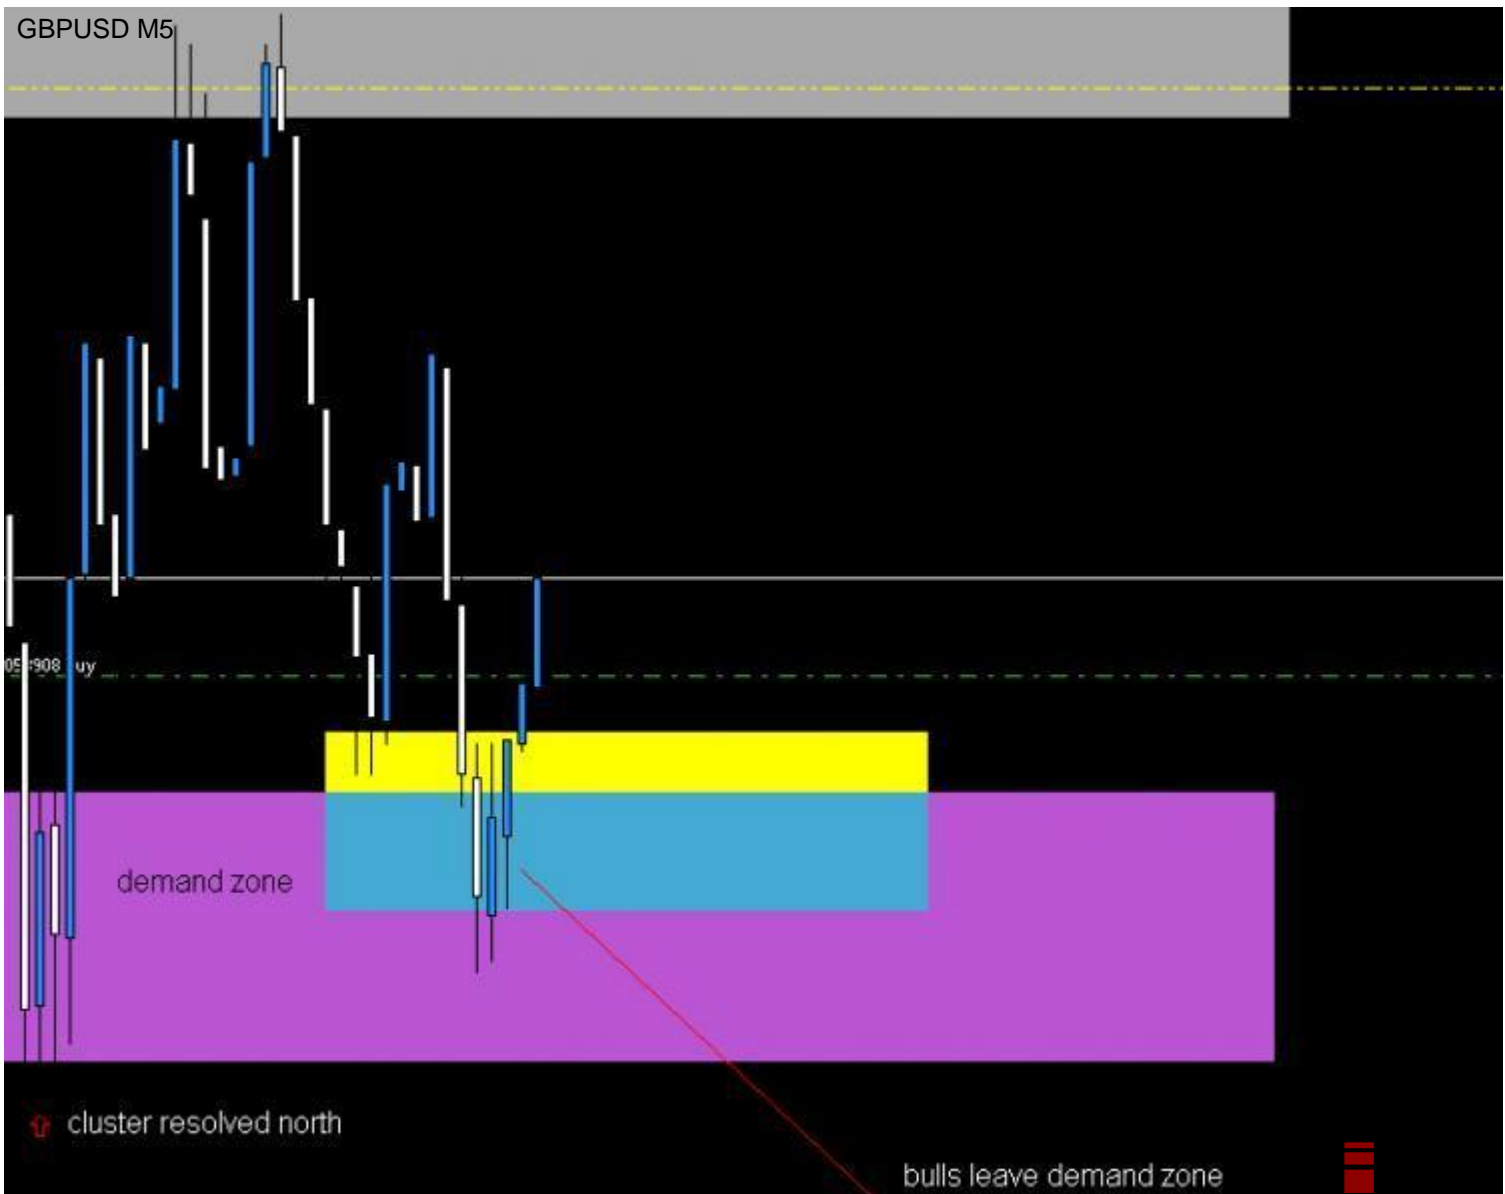 GBPUSD M5
demand zone
cluster resolved north
bulls leave demand zone